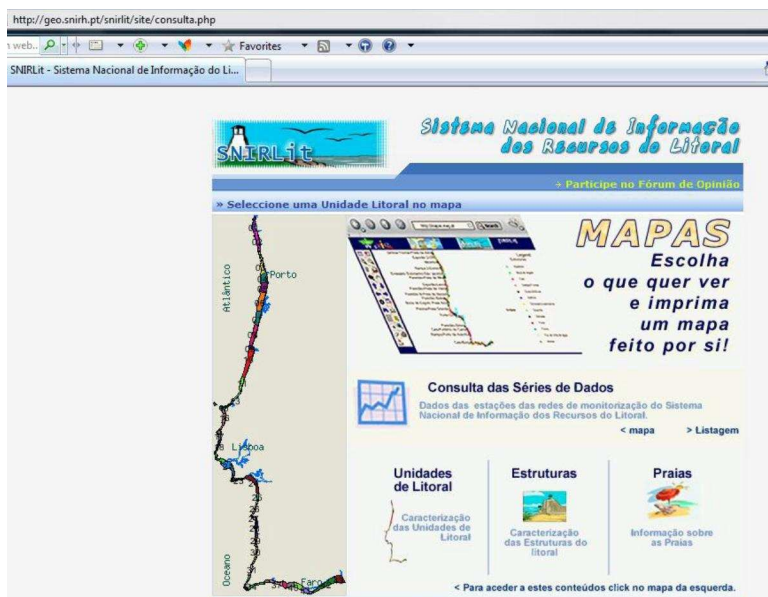 http://geo.snirh.pt/snirlit/site/consulta.php
web..
Favorites
SNIRLit - Sistema Nacional de Informação do Li...
SNIRLit
Sistema Nacional de Informação
dos Recursos do Litoral
Participe no Fórum de Opinião
» Seleccione uma Unidade Litoral no mapa
Atlântico
Porto
Lisboa
Oceano
Faro
MAPAS
Escolha
o que quer ver
e imprima
um mapa
feito por si!
Consulta das Séries de Dados
Dados das estações das redes de monitorização do Sistema
Nacional de Informação dos Recursos do Litoral.
< mapa > Listagem
Unidades
de Litoral
Caracterização
das Unidades de
Litoral
Estruturas
Caracterização
das Estruturas do
litoral
Praias
Informação sobre
as Praias
< Para aceder a estes conteúdos click no mapa da esquerda.